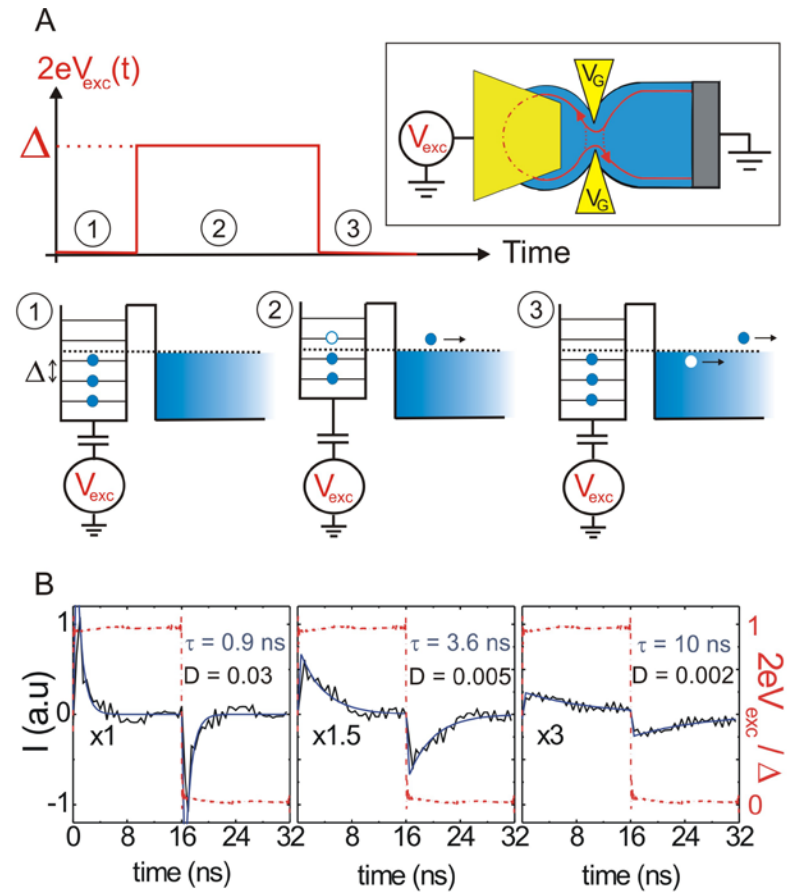 A
2eV_exc(t)
Δ
1
2
3
Time
V_exc
V_G
V_G
1
Δ
V_exc
2
V_exc
3
V_exc
B
I (a.u)
1
0
-1
τ = 0.9 ns
D = 0.03
x1
0 8 16 24 32
time (ns)
τ = 3.6 ns
D = 0.005
x1.5
2 8 16 24 32
time (ns)
τ = 10 ns
D = 0.002
x3
2 8 16 24 32
time (ns)
1
0
2eV_exc / Δ